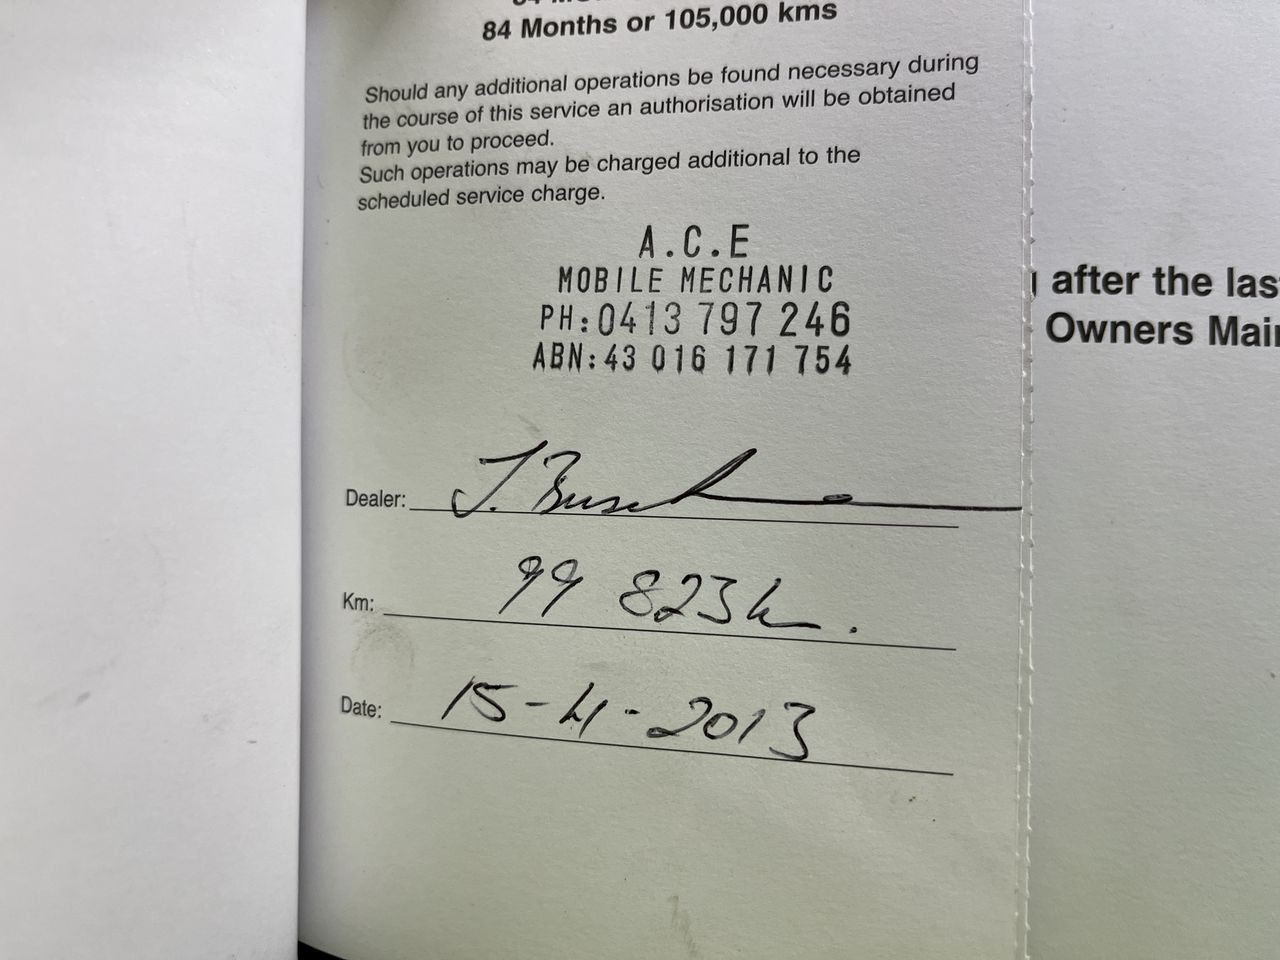 84 Months or 105,000 kms
Should any additional operations be found necessary during
the course of this service an authorisation will be obtained
from you to proceed.
Such operations may be charged additional to the
scheduled service charge.
A.C.E
MOBILE MECHANIC
PH:0413 797 246
ABN:43 016 171 754
Dealer: J.
Km: 99 823k.
Date: 15-4-2013
after the las
Owners Main